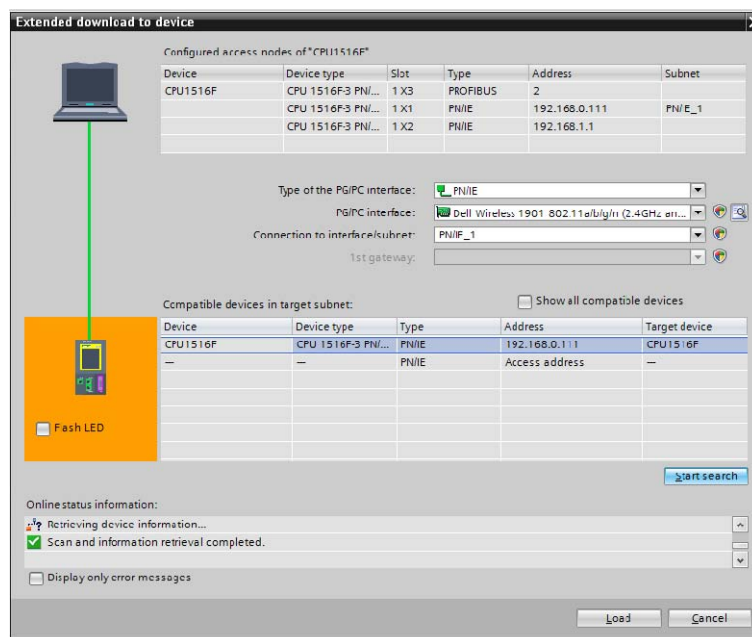 Extended download to device
Configured access nodes of "CPU1516F"
Device Device type Slot Type Address Subnet
CPU1516F CPU 1516F-3 PN/... 1 X3 PROFIBUS 2
CPU 1516F-3 PN/... 1 X1 PN/IE 192.168.0.111 PN/IE_1
CPU 1516F-3 PN/... 1 X2 PN/IE 192.168.1.1
Type of the PG/PC interface: PN/IE
PG/PC interface: Dell Wireless 1901 802.11a/b/g/n (2.4GHz an...
Connection to interface/subnet: PN/IE_1
1st gateway:
Compatible devices in target subnet: Show all compatible devices
Device Device type Type Address Target device
CPU1516F CPU 1516F-3 PN/... PN/IE 192.168.0.111 CPU1516F
— — PN/IE Access address —
Flash LED
Start search
Online status information:
Retrieving device information...
Scan and information retrieval completed.
Display only error messages
Load Cancel